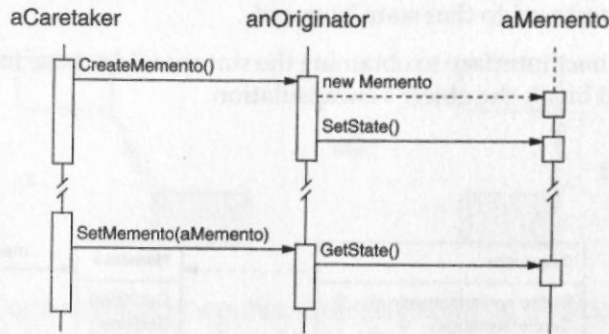 aCaretaker anOriginator aMemento
CreateMemento()
new Memento
SetState()
SetMemento(aMemento)
GetState()